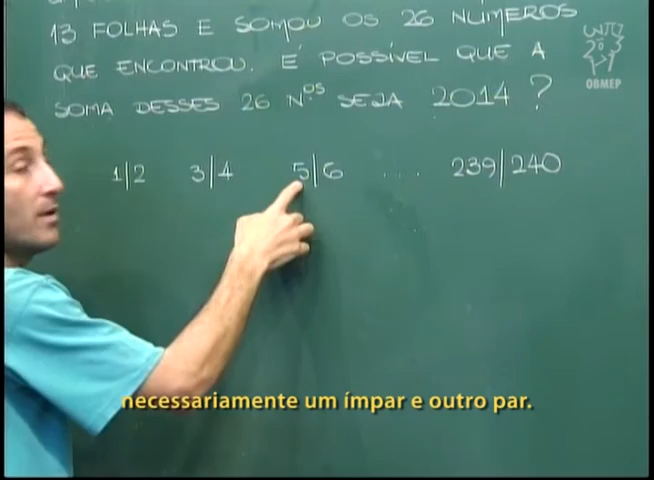 13 FOLHAS E SOMOU OS 26 NÚMEROS
QUE ENCONTROU. É POSSÍVEL QUE A
SOMA DESSES 26 NOS SEJA 2014 ?
1|2 3|4 5|6 .... 239|240
necessariamente um ímpar e outro par.
OBMEP